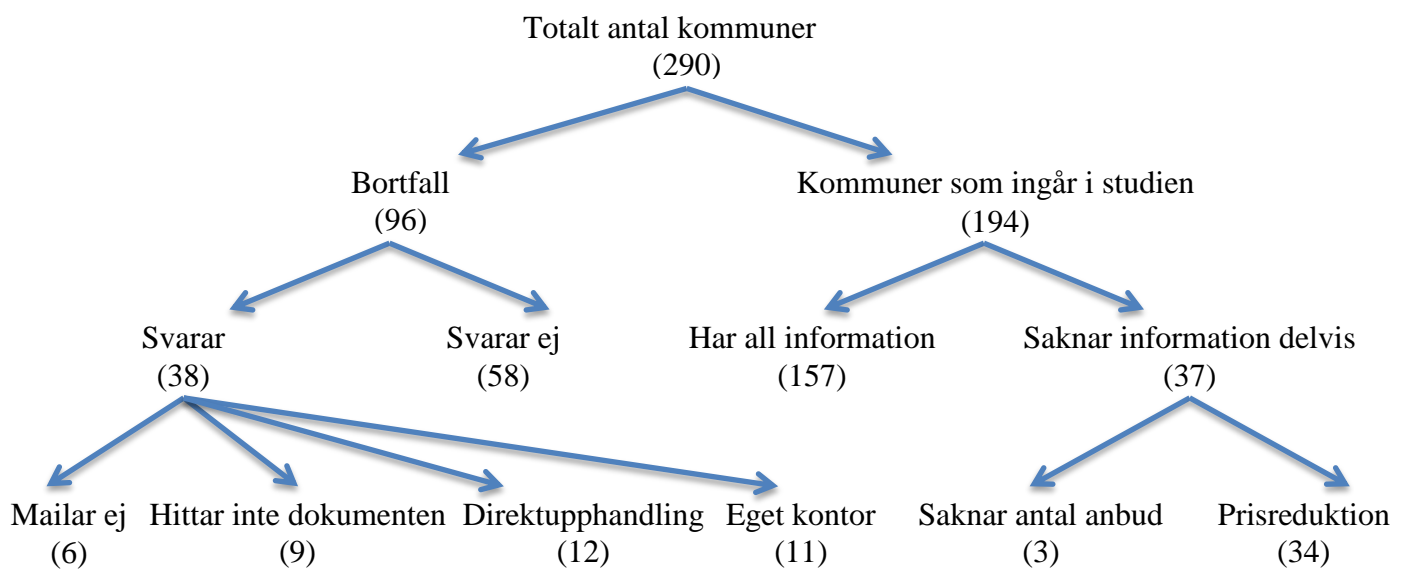 Totalt antal kommuner
(290)
Bortfall
(96)
Kommuner som ingår i studien
(194)
Svarar
(38)
Svarar ej
(58)
Har all information
(157)
Saknar information delvis
(37)
Mailar ej
(6)
Hittar inte dokumenten
(9)
Direktupphandling
(12)
Eget kontor
(11)
Saknar antal anbud
(3)
Prisreduktion
(34)